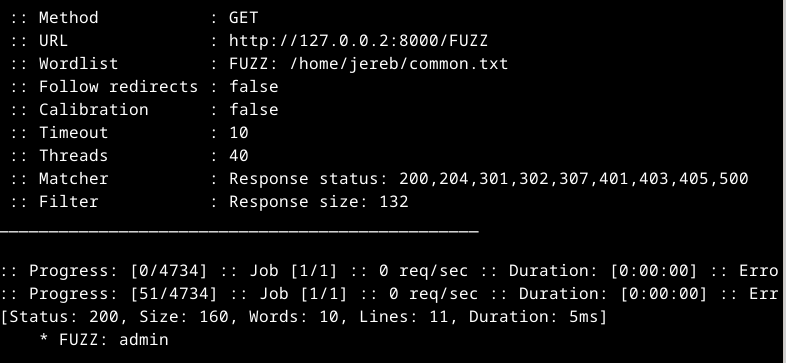 :: Method : GET
:: URL : http://127.0.0.2:8000/FUZZ
:: Wordlist : FUZZ: /home/jereb/common.txt
:: Follow redirects : false
:: Calibration : false
:: Timeout : 10
:: Threads : 40
:: Matcher : Response status: 200,204,301,302,307,401,403,405,500
:: Filter : Response size: 132
________________________________________________
:: Progress: [0/4734] :: Job [1/1] :: 0 req/sec :: Duration: [0:00:00] :: Erro
:: Progress: [51/4734] :: Job [1/1] :: 0 req/sec :: Duration: [0:00:00] :: Err
[Status: 200, Size: 160, Words: 10, Lines: 11, Duration: 5ms]
* FUZZ: admin